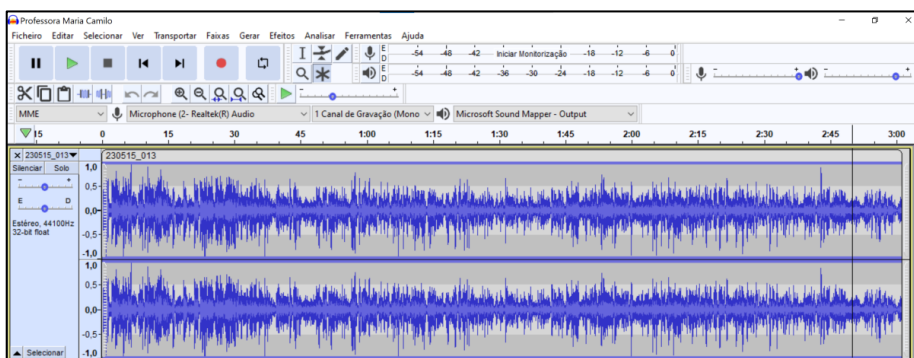 Professora Maria Camilo
Ficheiro Editar Selecionar Ver Transportar Faixas Gerar Efeitos Analisar Ferramentas Ajuda
E D -54 -48 -42 Iniciar Monitorização -18 -12 -6 0
E D -54 -48 -42 -36 -30 -24 -18 -12 -6 0
MME Microphone (2- Realtek(R) Audio 1 Canal de Gravação (Mono Microsoft Sound Mapper - Output
15 0 15 30 45 1:00 1:15 1:30 1:45 2:00 2:15 2:30 2:45 3:00
230515_013 230515_013
Silenciar Solo 1,0
- + 0,5
E D 0,0
Estéreo, 44100Hz -0,5
32-bit float -1,0
1,0
0,5
0,0
-0,5
Selecionar -1,0